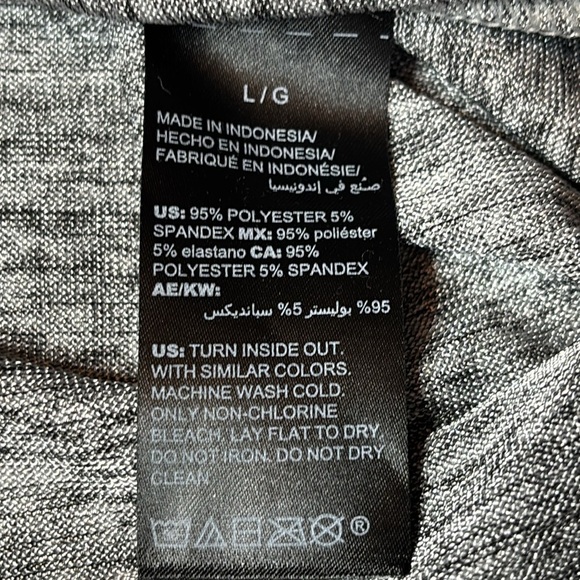 L/G
MADE IN INDONESIA/
HECHO EN INDONESIA/
FABRIQUÉ EN INDONÉSIE/
صنع في إندونيسيا
US: 95% POLYESTER 5%
SPANDEX MX: 95% poliéster
5% elastano CA: 95%
POLYESTER 5% SPANDEX
AE/KW:
95% بوليستر 5% سباندیکس
US: TURN INSIDE OUT.
WITH SIMILAR COLORS.
MACHINE WASH COLD.
ONLY NON-CHLORINE
BLEACH. LAY FLAT TO DRY.
DO NOT IRON. DO NOT DRY
CLEAN
®